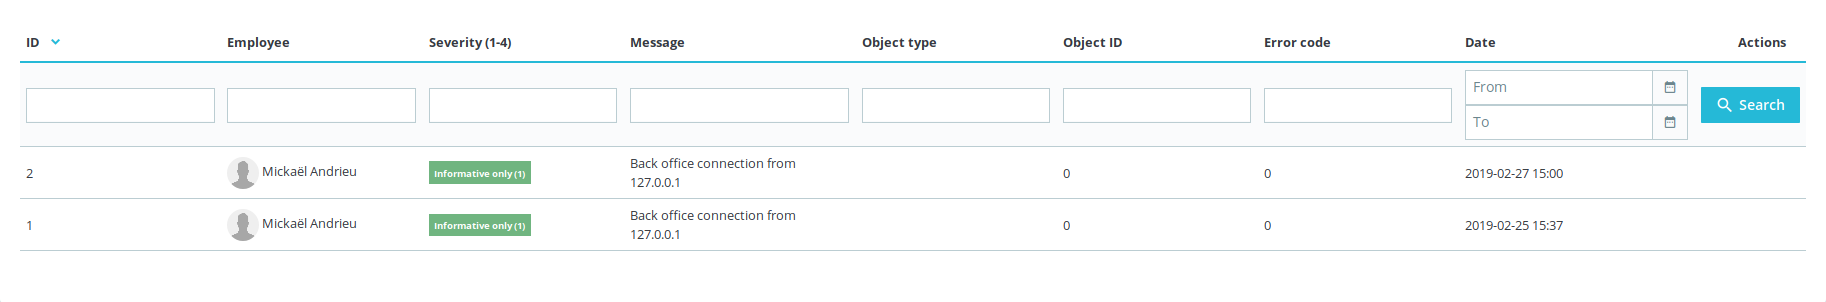 ID Employee Severity (1-4) Message Object type Object ID Error code Date Actions
From
Search
To
2 Mickaël Andrieu Informative only (1) Back office connection from 127.0.0.1 0 0 2019-02-27 15:00
1 Mickaël Andrieu Informative only (1) Back office connection from 127.0.0.1 0 0 2019-02-25 15:37